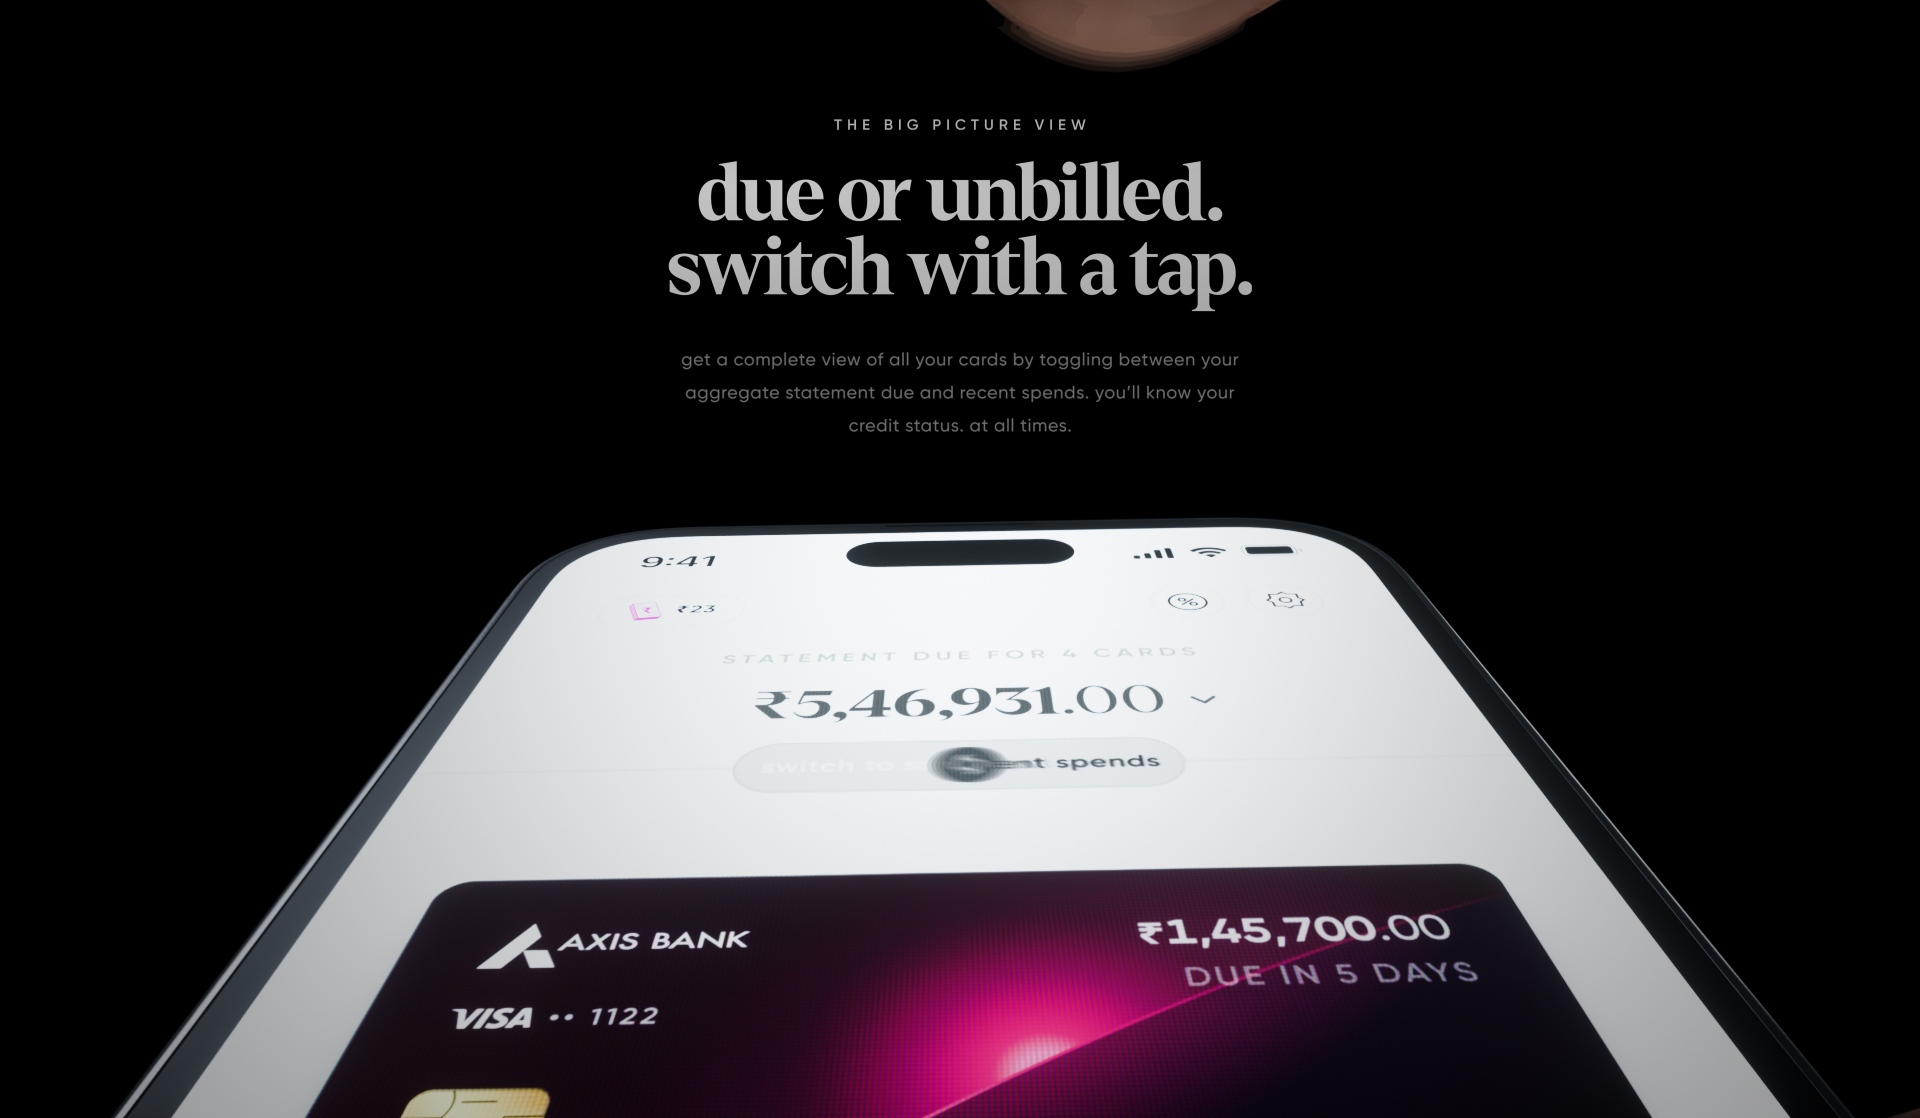 THE BIG PICTURE VIEW
due or unbilled.
switch with a tap.
get a complete view of all your cards by toggling between your
aggregate statement due and recent spends. you’ll know your
credit status. at all times.
9:41
₹23
STATEMENT DUE FOR 4 CARDS
₹5,46,931.00
switch to spends
AXIS BANK
₹1,45,700.00
DUE IN 5 DAYS
VISA •• 1122